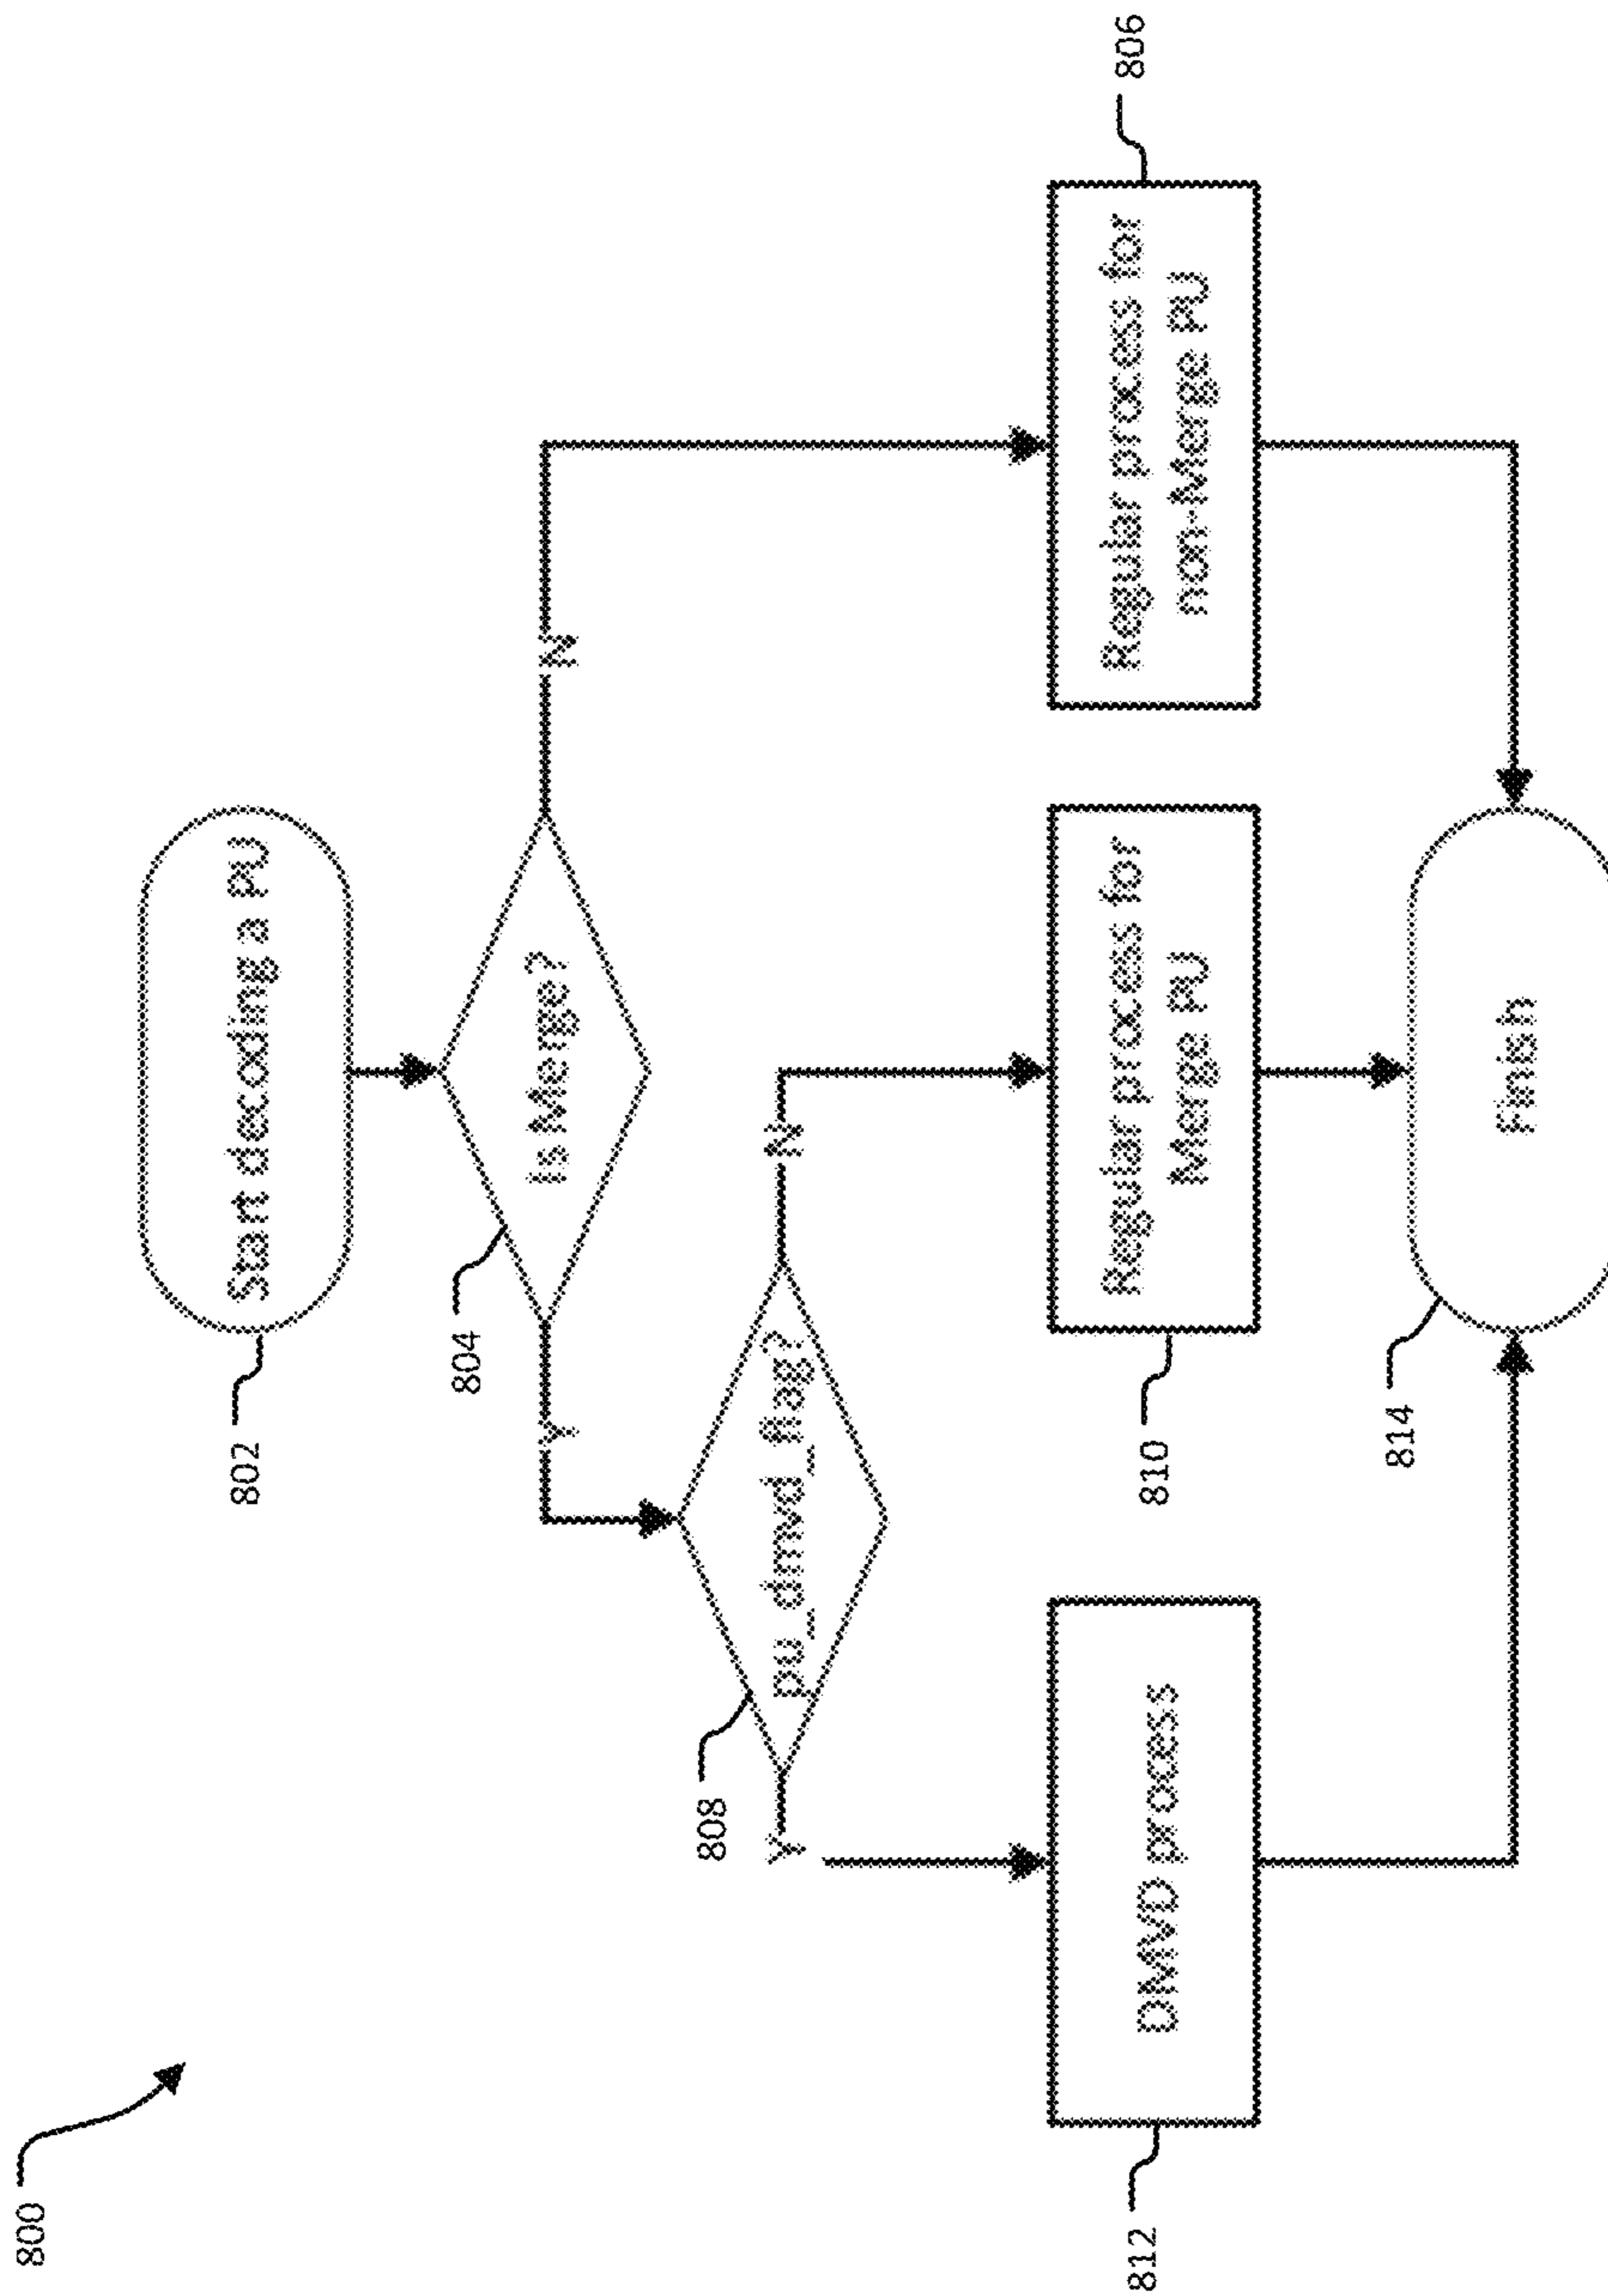 800
Start decoding a PU
802
Is Merge?
804
Y
N
pu_dmvd_flag?
808
Y
N
DMVD process
812
Regular process for
Merge PU
810
Regular process for
non-Merge PU
806
Finish
814